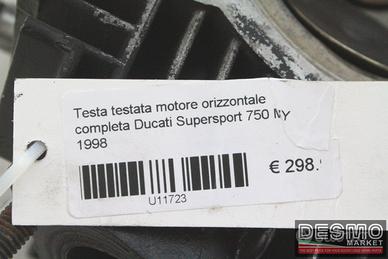 Testa testata motore orizzontale
completa Ducati Supersport 750 MY
1998
€ 298.
U11723
DESMO
MARKET